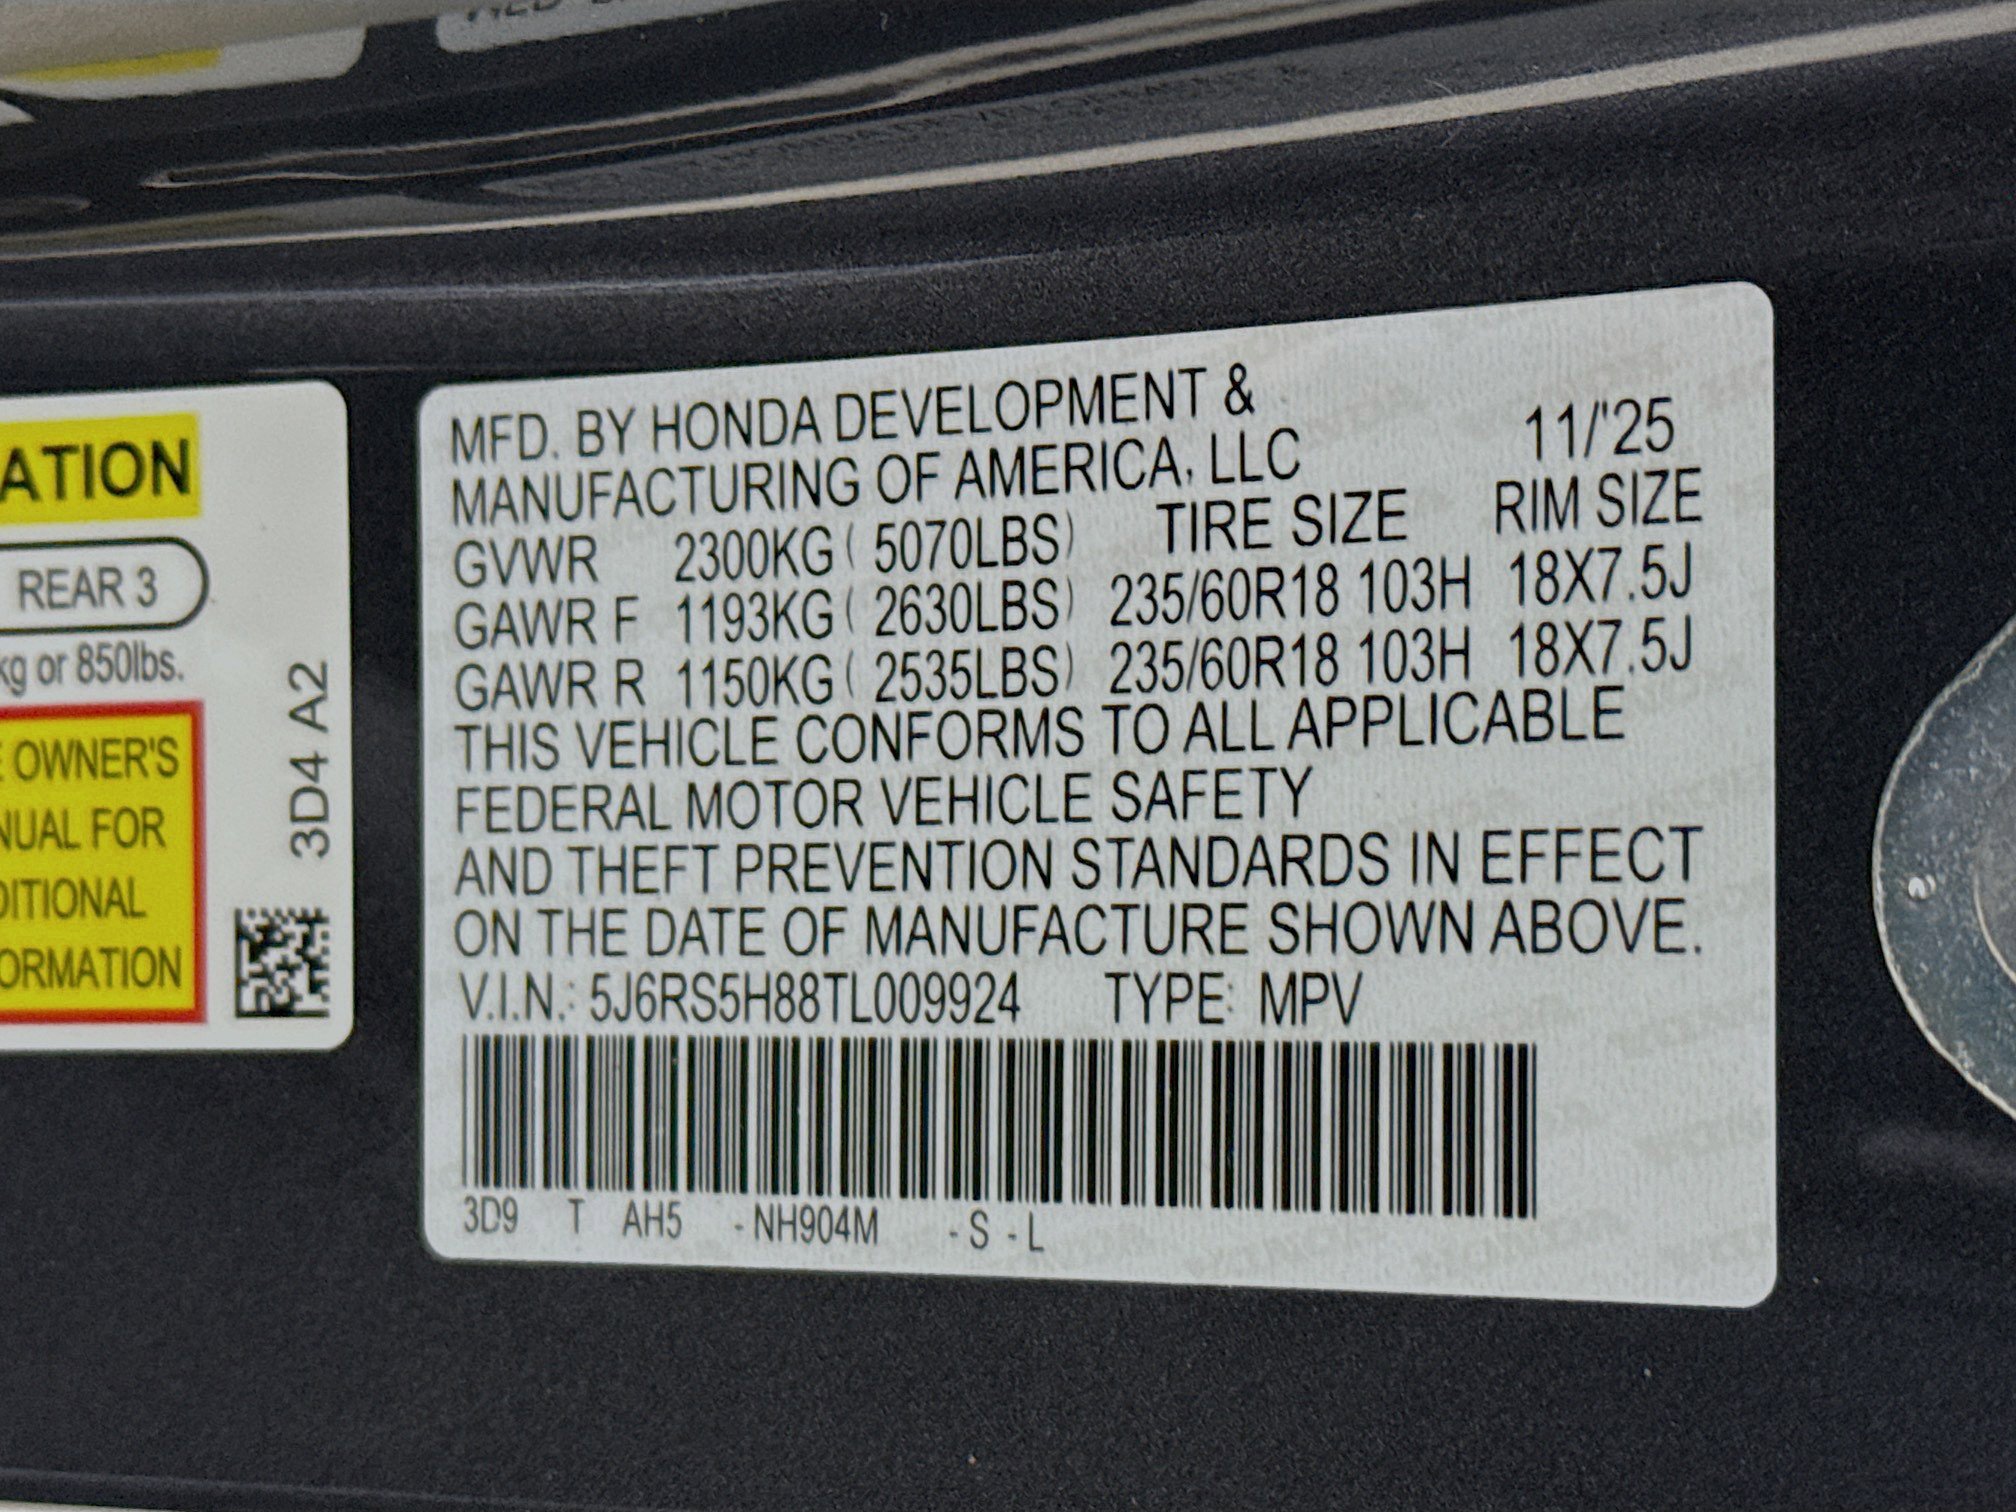 ATION
REAR 3
kg or 850lbs.
OWNER'S
NUAL FOR
DITIONAL
ORMATION
3D4 A2
MFD. BY HONDA DEVELOPMENT &
MANUFACTURING OF AMERICA, LLC 11/'25
GVWR 2300KG ( 5070LBS) TIRE SIZE RIM SIZE
GAWR F 1193KG ( 2630LBS) 235/60R18 103H 18X7.5J
GAWR R 1150KG ( 2535LBS) 235/60R18 103H 18X7.5J
THIS VEHICLE CONFORMS TO ALL APPLICABLE
FEDERAL MOTOR VEHICLE SAFETY
AND THEFT PREVENTION STANDARDS IN EFFECT
ON THE DATE OF MANUFACTURE SHOWN ABOVE.
V.I.N.: 5J6RS5H88TL009924 TYPE: MPV
3D9 T AH5 - NH904M - S - L